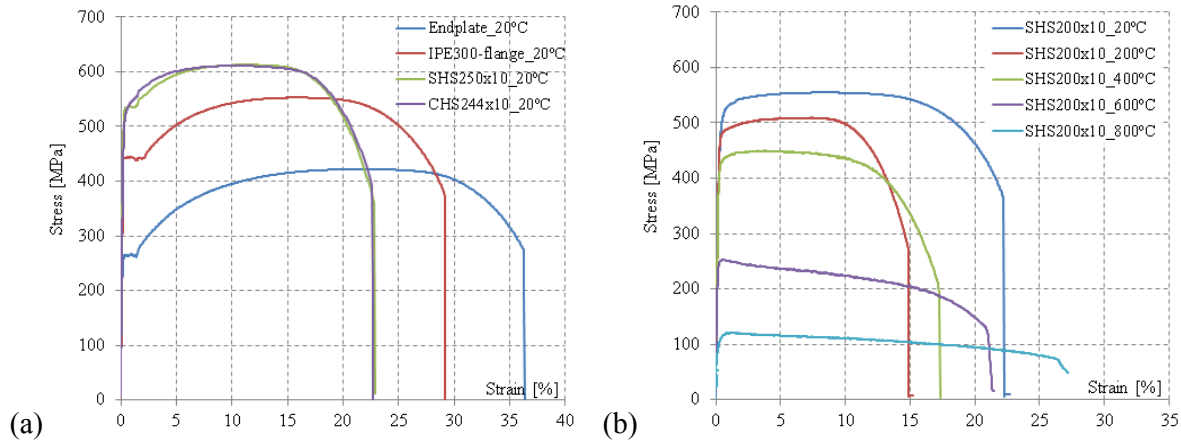 700
600
500
400
300
200
100
0
Stress [MPa]
Endplate_20ºC
IPE300-flange_20ºC
SHS250x10_20ºC
CHS244x10_20ºC
Strain [%]
0 5 10 15 20 25 30 35 40
(a)
700
600
500
400
300
200
100
0
Stress [MPa]
SHS200x10_20ºC
SHS200x10_200ºC
SHS200x10_400ºC
SHS200x10_600ºC
SHS200x10_800ºC
Strain [%]
0 5 10 15 20 25 30 35
(b)